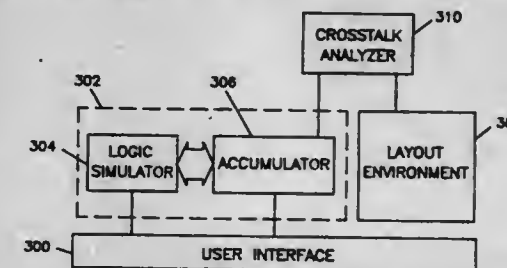 310
CROSSTALK
ANALYZER
302
306
304
LOGIC
SIMULATOR
ACCUMULATOR
LAYOUT
ENVIRONMENT
300
USER INTERFACE